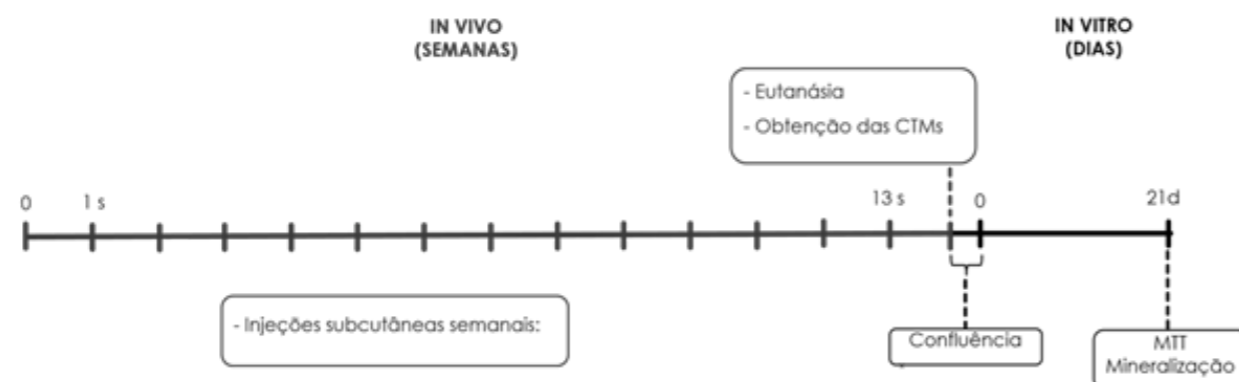 IN VIVO
(SEMANAS)
IN VITRO
(DIAS)
- Eutanásia
- Obtenção das CTMs
0
1 s
13 s
0
21d
- Injeções subcutâneas semanais:
Confluência
MTT
Mineralização